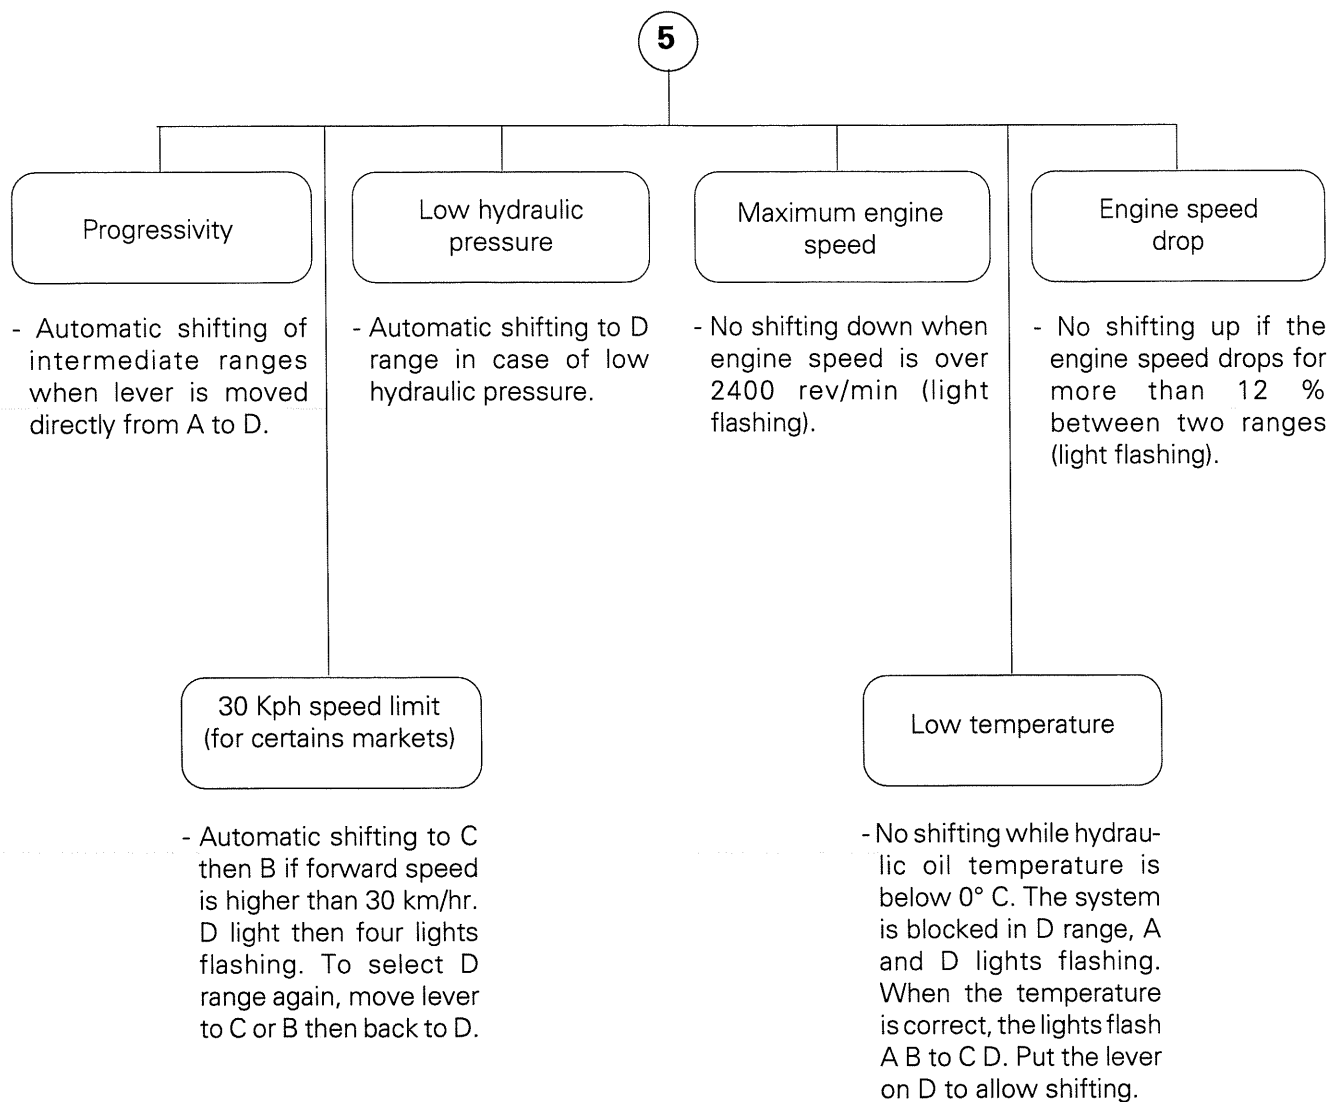 5
Progressivity
Low hydraulic
pressure
Maximum engine
speed
Engine speed
drop
- Automatic shifting of
intermediate ranges
when lever is moved
directly from A to D.
- Automatic shifting to D
range in case of low
hydraulic pressure.
- No shifting down when
engine speed is over
2400 rev/min (light
flashing).
- No shifting up if the
engine speed drops for
more than 12 %
between two ranges
(light flashing).
30 Kph speed limit
(for certains markets)
Low temperature
- Automatic shifting to C
then B if forward speed
is higher than 30 km/hr.
D light then four lights
flashing. To select D
range again, move lever
to C or B then back to D.
- No shifting while hydrau-
lic oil temperature is
below 0° C. The system
is blocked in D range, A
and D lights flashing.
When the temperature
is correct, the lights flash
A B to C D. Put the lever
on D to allow shifting.